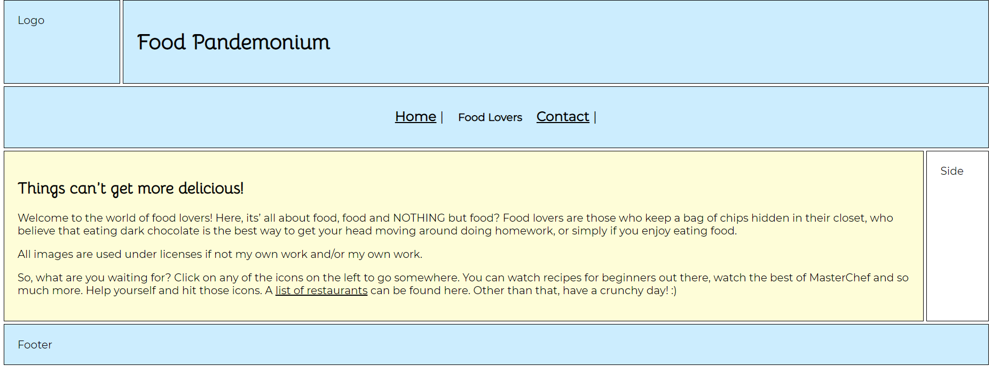 Logo
Food Pandemonium
Home | Food Lovers Contact |
Things can't get more delicious!
Side
Welcome to the world of food lovers! Here, its’ all about food, food and NOTHING but food? Food lovers are those who keep a bag of chips hidden in their closet, who
believe that eating dark chocolate is the best way to get your head moving around doing homework, or simply if you enjoy eating food.
All images are used under licenses if not my own work and/or my own work.
So, what are you waiting for? Click on any of the icons on the left to go somewhere. You can watch recipes for beginners out there, watch the best of MasterChef and so
much more. Help yourself and hit those icons. A list of restaurants can be found here. Other than that, have a crunchy day! :)
Footer